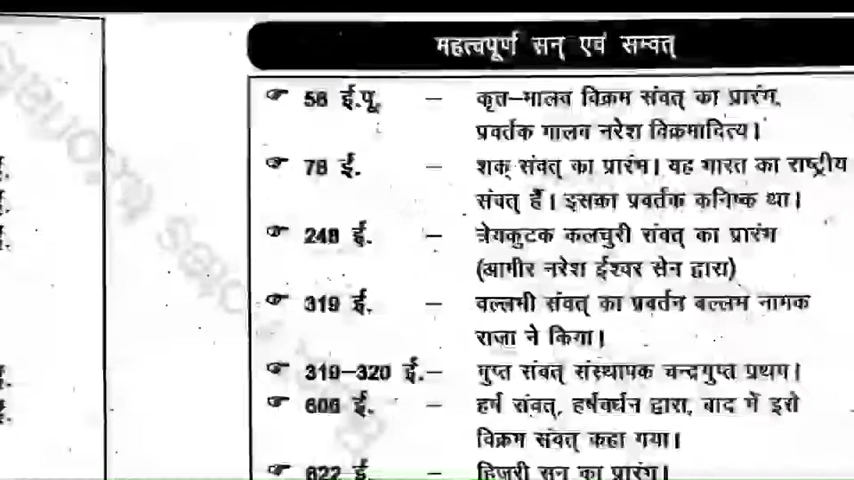 महत्वपूर्ण सन् एवं सम्वत्
56 ई.पू. – कृत-मालव विक्रम संवत् का प्रारंभ,
प्रवर्तक मालव नरेश विक्रमादित्य।
78 ई. – शक् संवत् का प्रारंभ। यह भारत का राष्ट्रीय
संवत् हैं। इसका प्रवर्तक कनिष्क था।
248 ई. – त्रेयकुटक कलचुरी संवत् का प्रारंभ
(आभीर नरेश ईश्वर सेन द्वारा)
319 ई. – वल्लभी संवत् का प्रवर्तन बल्लभ नामक
राजा ने किया।
319–320 ई.– गुप्त संवत् संस्थापक चन्द्रगुप्त प्रथम।
606 ई. – हर्ष संवत्, हर्षवर्धन द्वारा, बाद में इसे
विक्रम संवत् कहा गया।
622 ई. – हिजरी सन् का प्रारंभ।